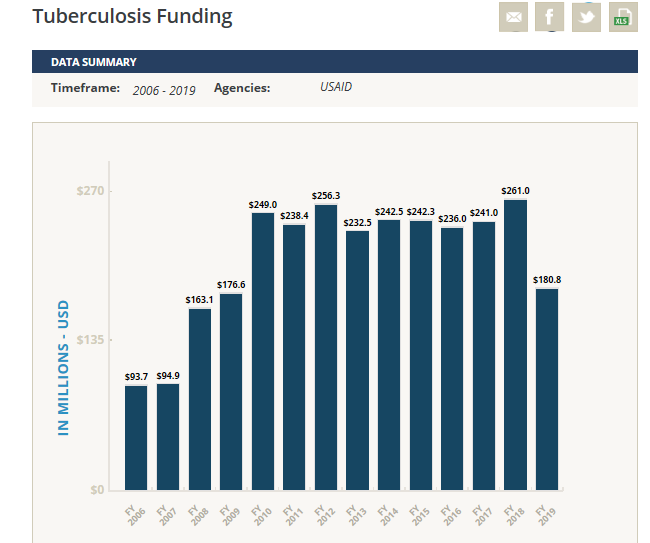 Tuberculosis Funding
XLS
DATA SUMMARY
Timeframe: 2006 - 2019 Agencies: USAID
IN MILLIONS - USD
$270
$135
$0
$93.7
$94.9
$163.1
$176.6
$249.0
$238.4
$256.3
$232.5
$242.5
$242.3
$236.0
$241.0
$261.0
$180.8
FY 2006
FY 2007
FY 2008
FY 2009
FY 2010
FY 2011
FY 2012
FY 2013
FY 2014
FY 2015
FY 2016
FY 2017
FY 2018
FY 2019